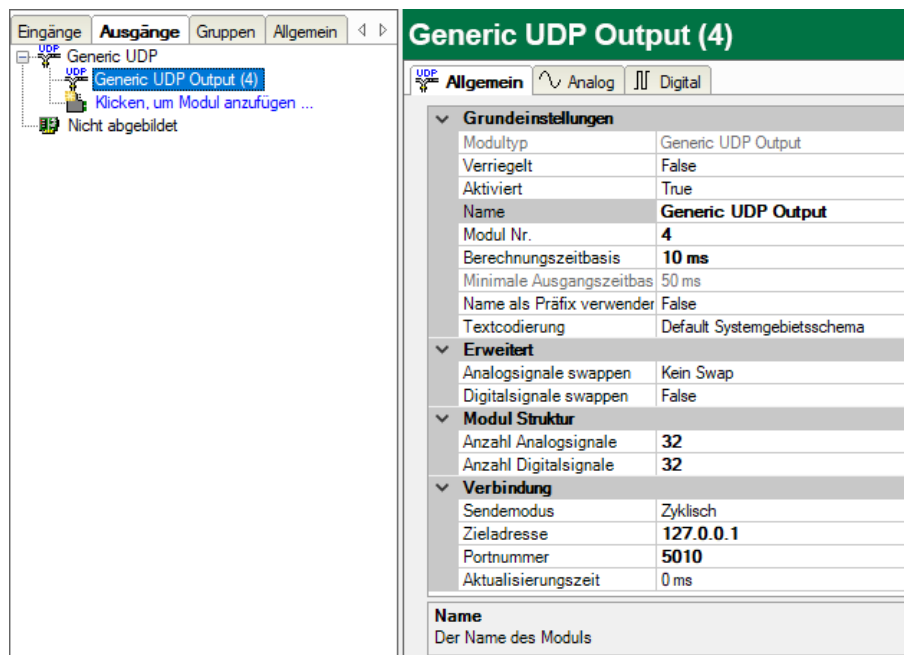 Eingänge Ausgänge Gruppen Allgemein
UDP Generic UDP
UDP Generic UDP Output (4)
Klicken, um Modul anzufügen ...
Nicht abgebildet
Generic UDP Output (4)
UDP Allgemein Analog Digital
Grundeinstellungen
Modultyp Generic UDP Output
Verriegelt False
Aktiviert True
Name Generic UDP Output
Modul Nr. 4
Berechnungszeitbasis 10 ms
Minimale Ausgangszeitbas 50 ms
Name als Präfix verwender False
Textcodierung Default Systemgebietsschema
Erweitert
Analogsignale swappen Kein Swap
Digitalsignale swappen False
Modul Struktur
Anzahl Analogsignale 32
Anzahl Digitalsignale 32
Verbindung
Sendemodus Zyklisch
Zieladresse 127.0.0.1
Portnummer 5010
Aktualisierungszeit 0 ms
Name
Der Name des Moduls